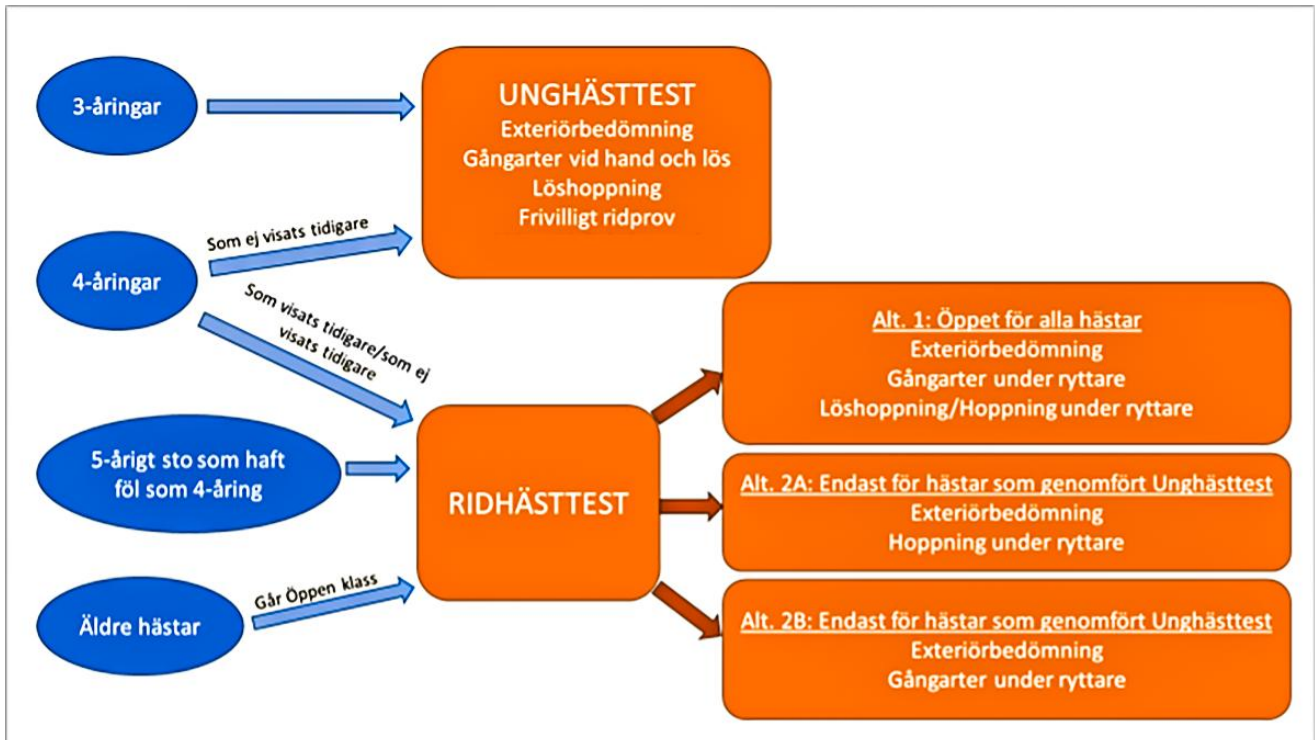 3-åringar
UNGHÄSTTEST
Exteriörbedömning
Gångarter vid hand och lös
Löshoppning
Frivilligt ridprov
4-åringar
Som ej visats tidigare
Som visats tidigare/som ej
visats tidigare
5-årigt sto som haft
föl som 4-åring
Äldre hästar
Går Öppen klass
RIDHÄSTTEST
Alt. 1: Öppet för alla hästar
Exteriörbedömning
Gångarter under ryttare
Löshoppning/Hoppning under ryttare
Alt. 2A: Endast för hästar som genomfört Unghästtest
Exteriörbedömning
Hoppning under ryttare
Alt. 2B: Endast för hästar som genomfört Unghästtest
Exteriörbedömning
Gångarter under ryttare